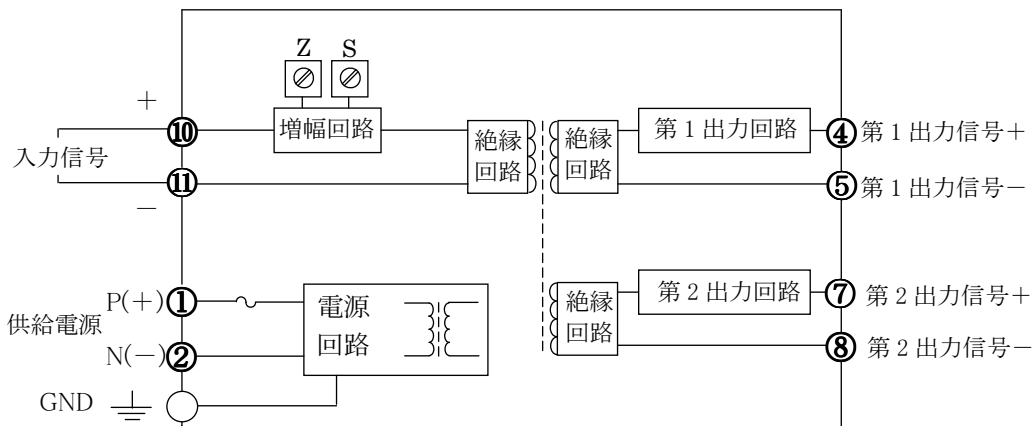 Z
S
+
⑩
増幅回路
絶縁
回路
絶縁
回路
第1出力回路
④
第1出力信号+
入力信号
⑪
−
⑤
第1出力信号−
P(+)
①
供給電源
N(−)
②
電源
回路
GND
絶縁
回路
第2出力回路
⑦
第2出力信号+
⑧
第2出力信号−